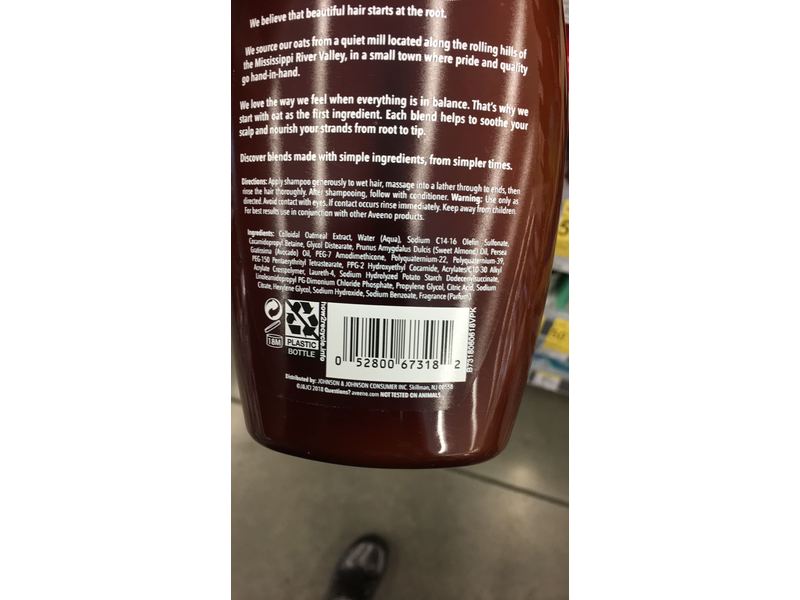 We believe that beautiful hair starts at the root.
We source our oats from a quiet mill located along the rolling hills of
the Mississippi River Valley, in a small town where pride and quality
go hand-in-hand.
We love the way we feel when everything is in balance. That's why we
start with oat as the first ingredient. Each blend helps to soothe your
scalp and nourish your strands from root to tip.
Discover blends made with simple ingredients, from simpler times.
Directions: Apply shampoo generously to wet hair, massage into a lather through to ends, then
rinse the hair thoroughly. After shampooing, follow with conditioner. Warning: Use only as
directed. Avoid contact with eyes. If contact occurs rinse immediately. Keep away from children.
For best results use in conjunction with other Aveeno products.
Ingredients: Colloidal Oatmeal Extract, Water (Aqua), Sodium C14-16 Olefin Sulfonate,
Cocamidopropyl Betaine, Glycol Distearate, Prunus Amygdalus Dulcis (Sweet Almond) Oil, Persea
Gratissima (Avocado) Oil, PEG-7 Amodimethicone, Polyquaternium-22, Polyquaternium-39,
PEG-150 Pentaerythrityl Tetrastearate, PPG-2 Hydroxyethyl Cocamide, Acrylates/C10-30 Alkyl
Acrylate Crosspolymer, Laureth-4, Sodium Hydrolyzed Potato Starch Dodecenylsuccinate,
Linoleamidopropyl PG-Dimonium Chloride Phosphate, Propylene Glycol, Citric Acid, Sodium
Citrate, Hexylene Glycol, Sodium Hydroxide, Sodium Benzoate, Fragrance (Parfum).
18M
PLASTIC
BOTTLE
how2recycle.info
0 52800 67318 2
B7318060618VPK
Distributed by: JOHNSON & JOHNSON CONSUMER INC. Skillman, NJ 08558
©J&JCI 2018 Questions? aveeno.com NOT TESTED ON ANIMALS